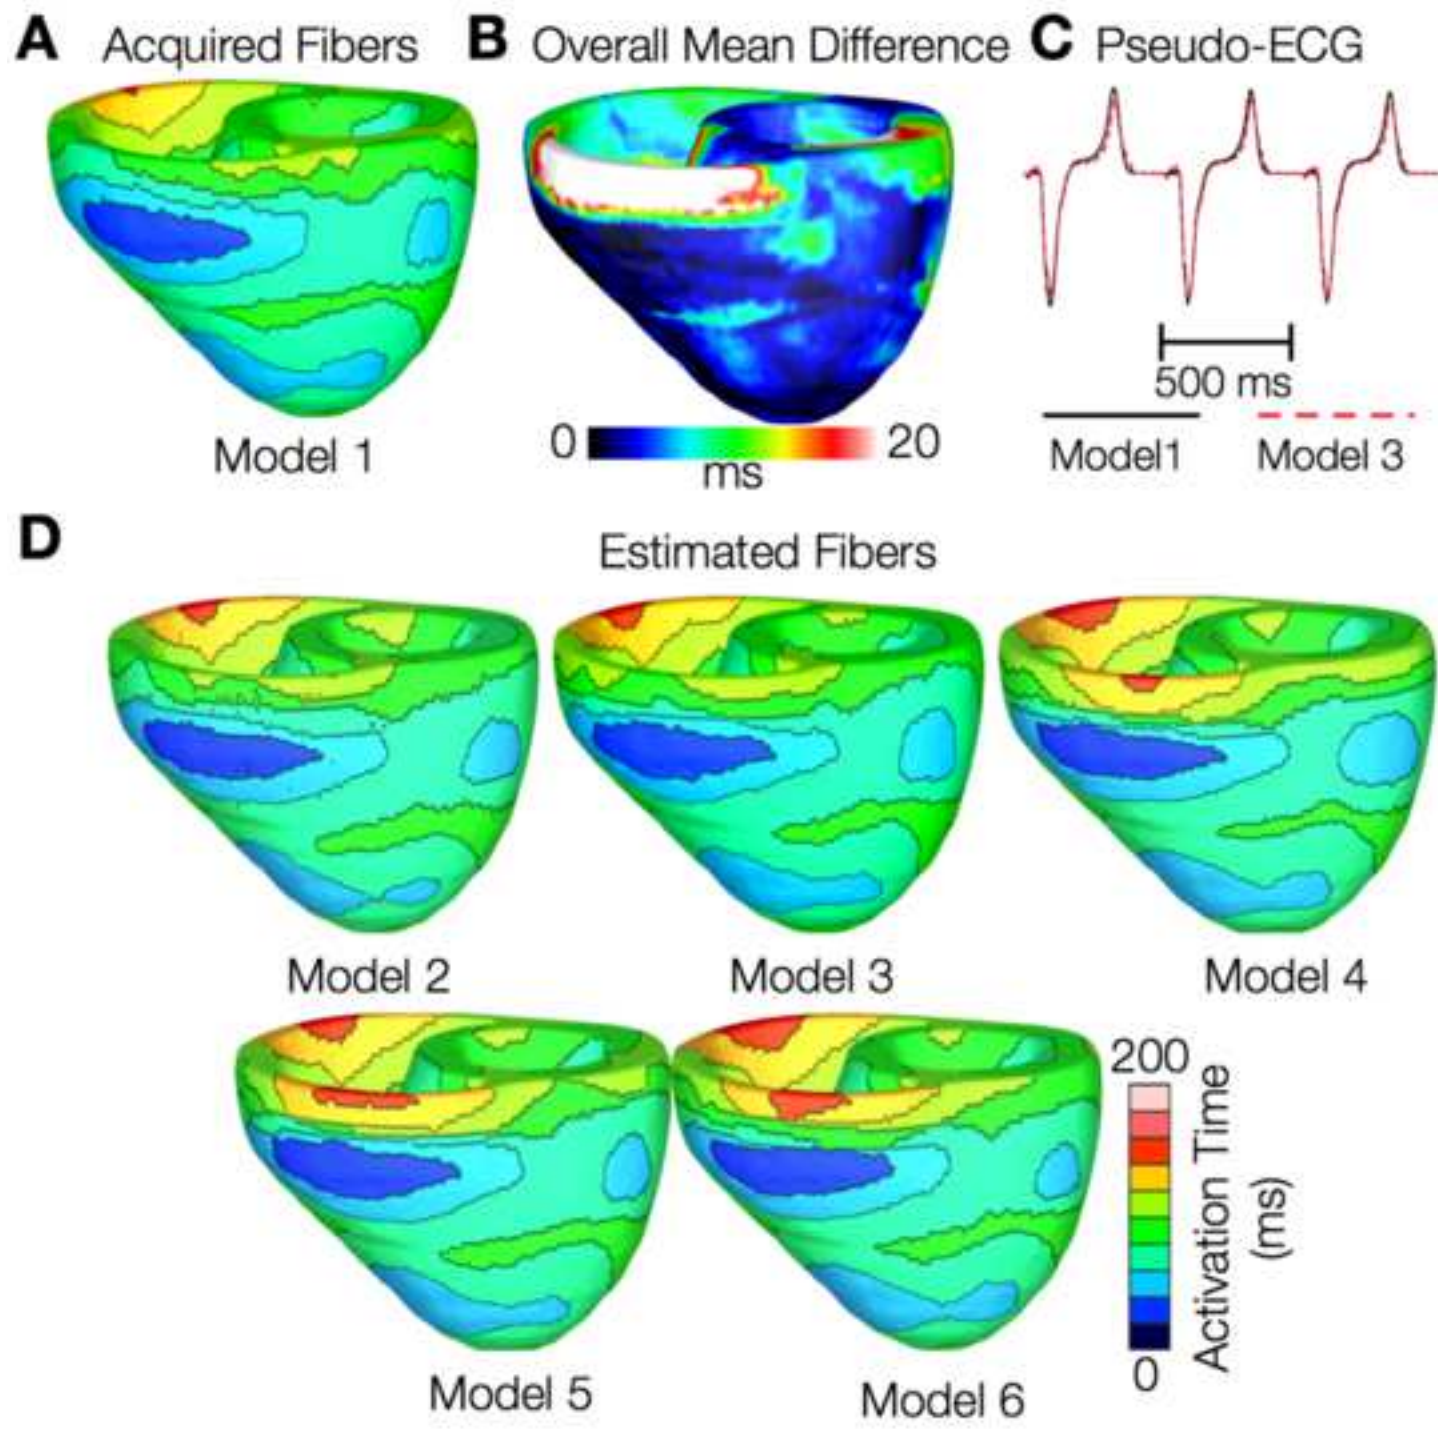 A Acquired Fibers
B Overall Mean Difference
C Pseudo-ECG
Model 1
0 20
ms
500 ms
Model1 Model 3
D
Estimated Fibers
Model 2 Model 3 Model 4
Model 5 Model 6
200
0
Activation Time
(ms)